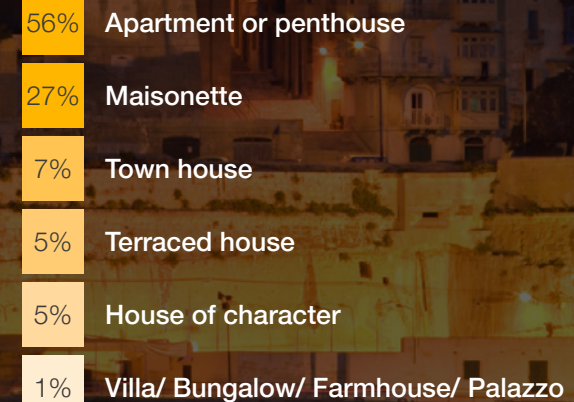 56% Apartment or penthouse
27% Maisonette
7% Town house
5% Terraced house
5% House of character
1% Villa/ Bungalow/ Farmhouse/ Palazzo